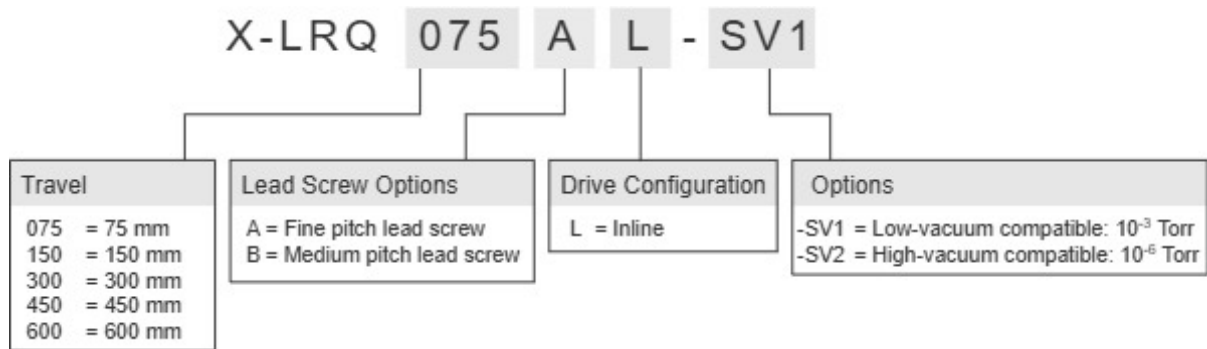 X-LRQ 075 A L - SV1
Travel
075 = 75 mm
150 = 150 mm
300 = 300 mm
450 = 450 mm
600 = 600 mm
Lead Screw Options
A = Fine pitch lead screw
B = Medium pitch lead screw
Drive Configuration
L = Inline
Options
-SV1 = Low-vacuum compatible: 10⁻³ Torr
-SV2 = High-vacuum compatible: 10⁻⁶ Torr